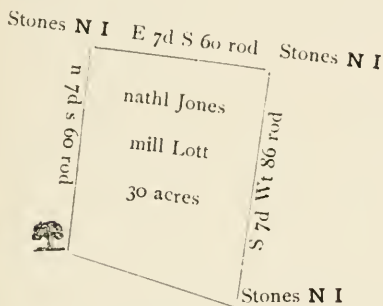 Stones N I E 7d S 60 rod Stones N I
n 7d s 60 rod
nathl Jones
mill Lott
30 acres
S 7d Wt 86 rod
Stones N I